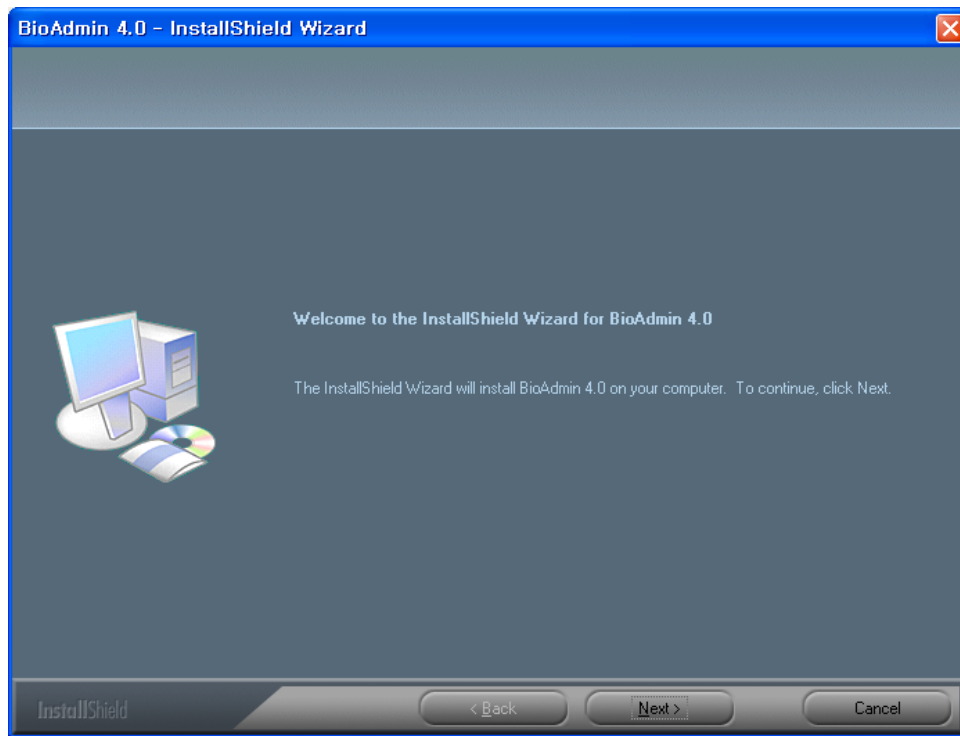 BioAdmin 4.0 - InstallShield Wizard
Welcome to the InstallShield Wizard for BioAdmin 4.0
The InstallShield Wizard will install BioAdmin 4.0 on your computer. To continue, click Next.
InstallShield
< Back
Next >
Cancel